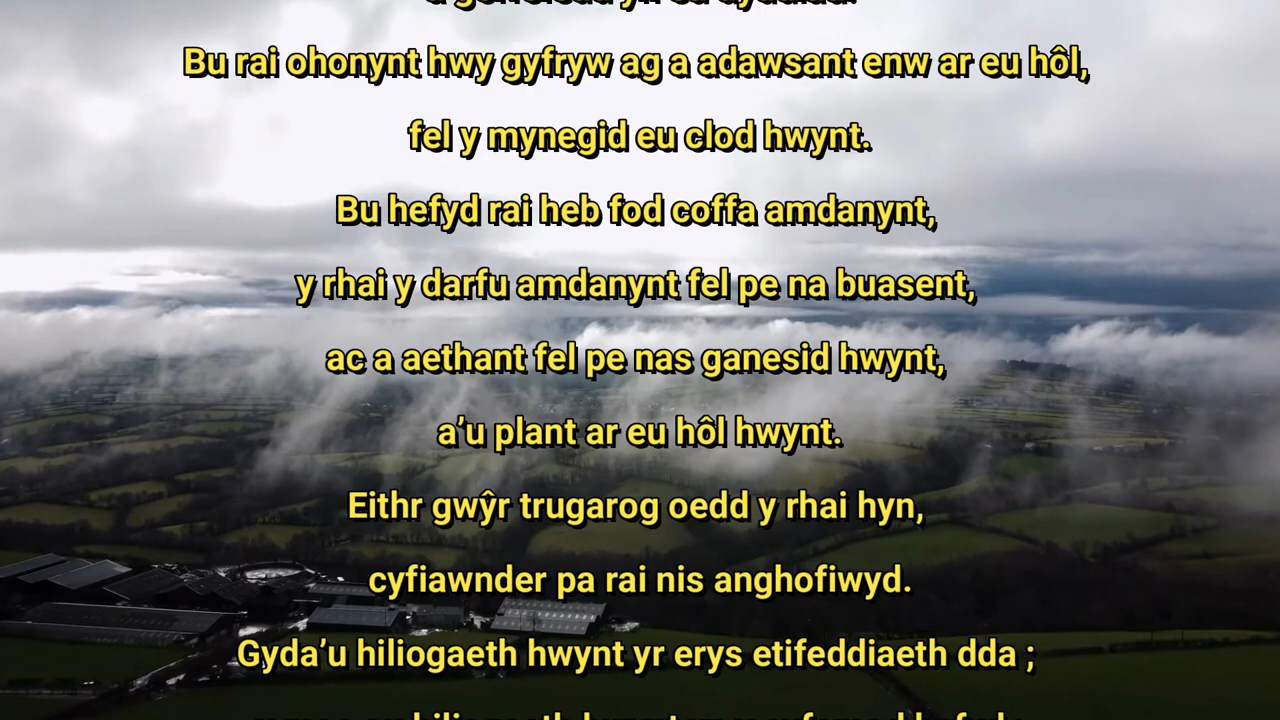 Bu rai ohonynt hwy gyfryw ag a adawsant enw ar eu hôl,
fel y mynegid eu clod hwynt.
Bu hefyd rai heb fod coffa amdanynt,
y rhai y darfu amdanynt fel pe na buasent,
ac a aethant fel pe nas ganesid hwynt,
a’u plant ar eu hôl hwynt.
Eithr gwŷr trugarog oedd y rhai hyn,
cyfiawnder pa rai nis anghofiwyd.
Gyda’u hiliogaeth hwynt yr erys etifeddiaeth dda ;